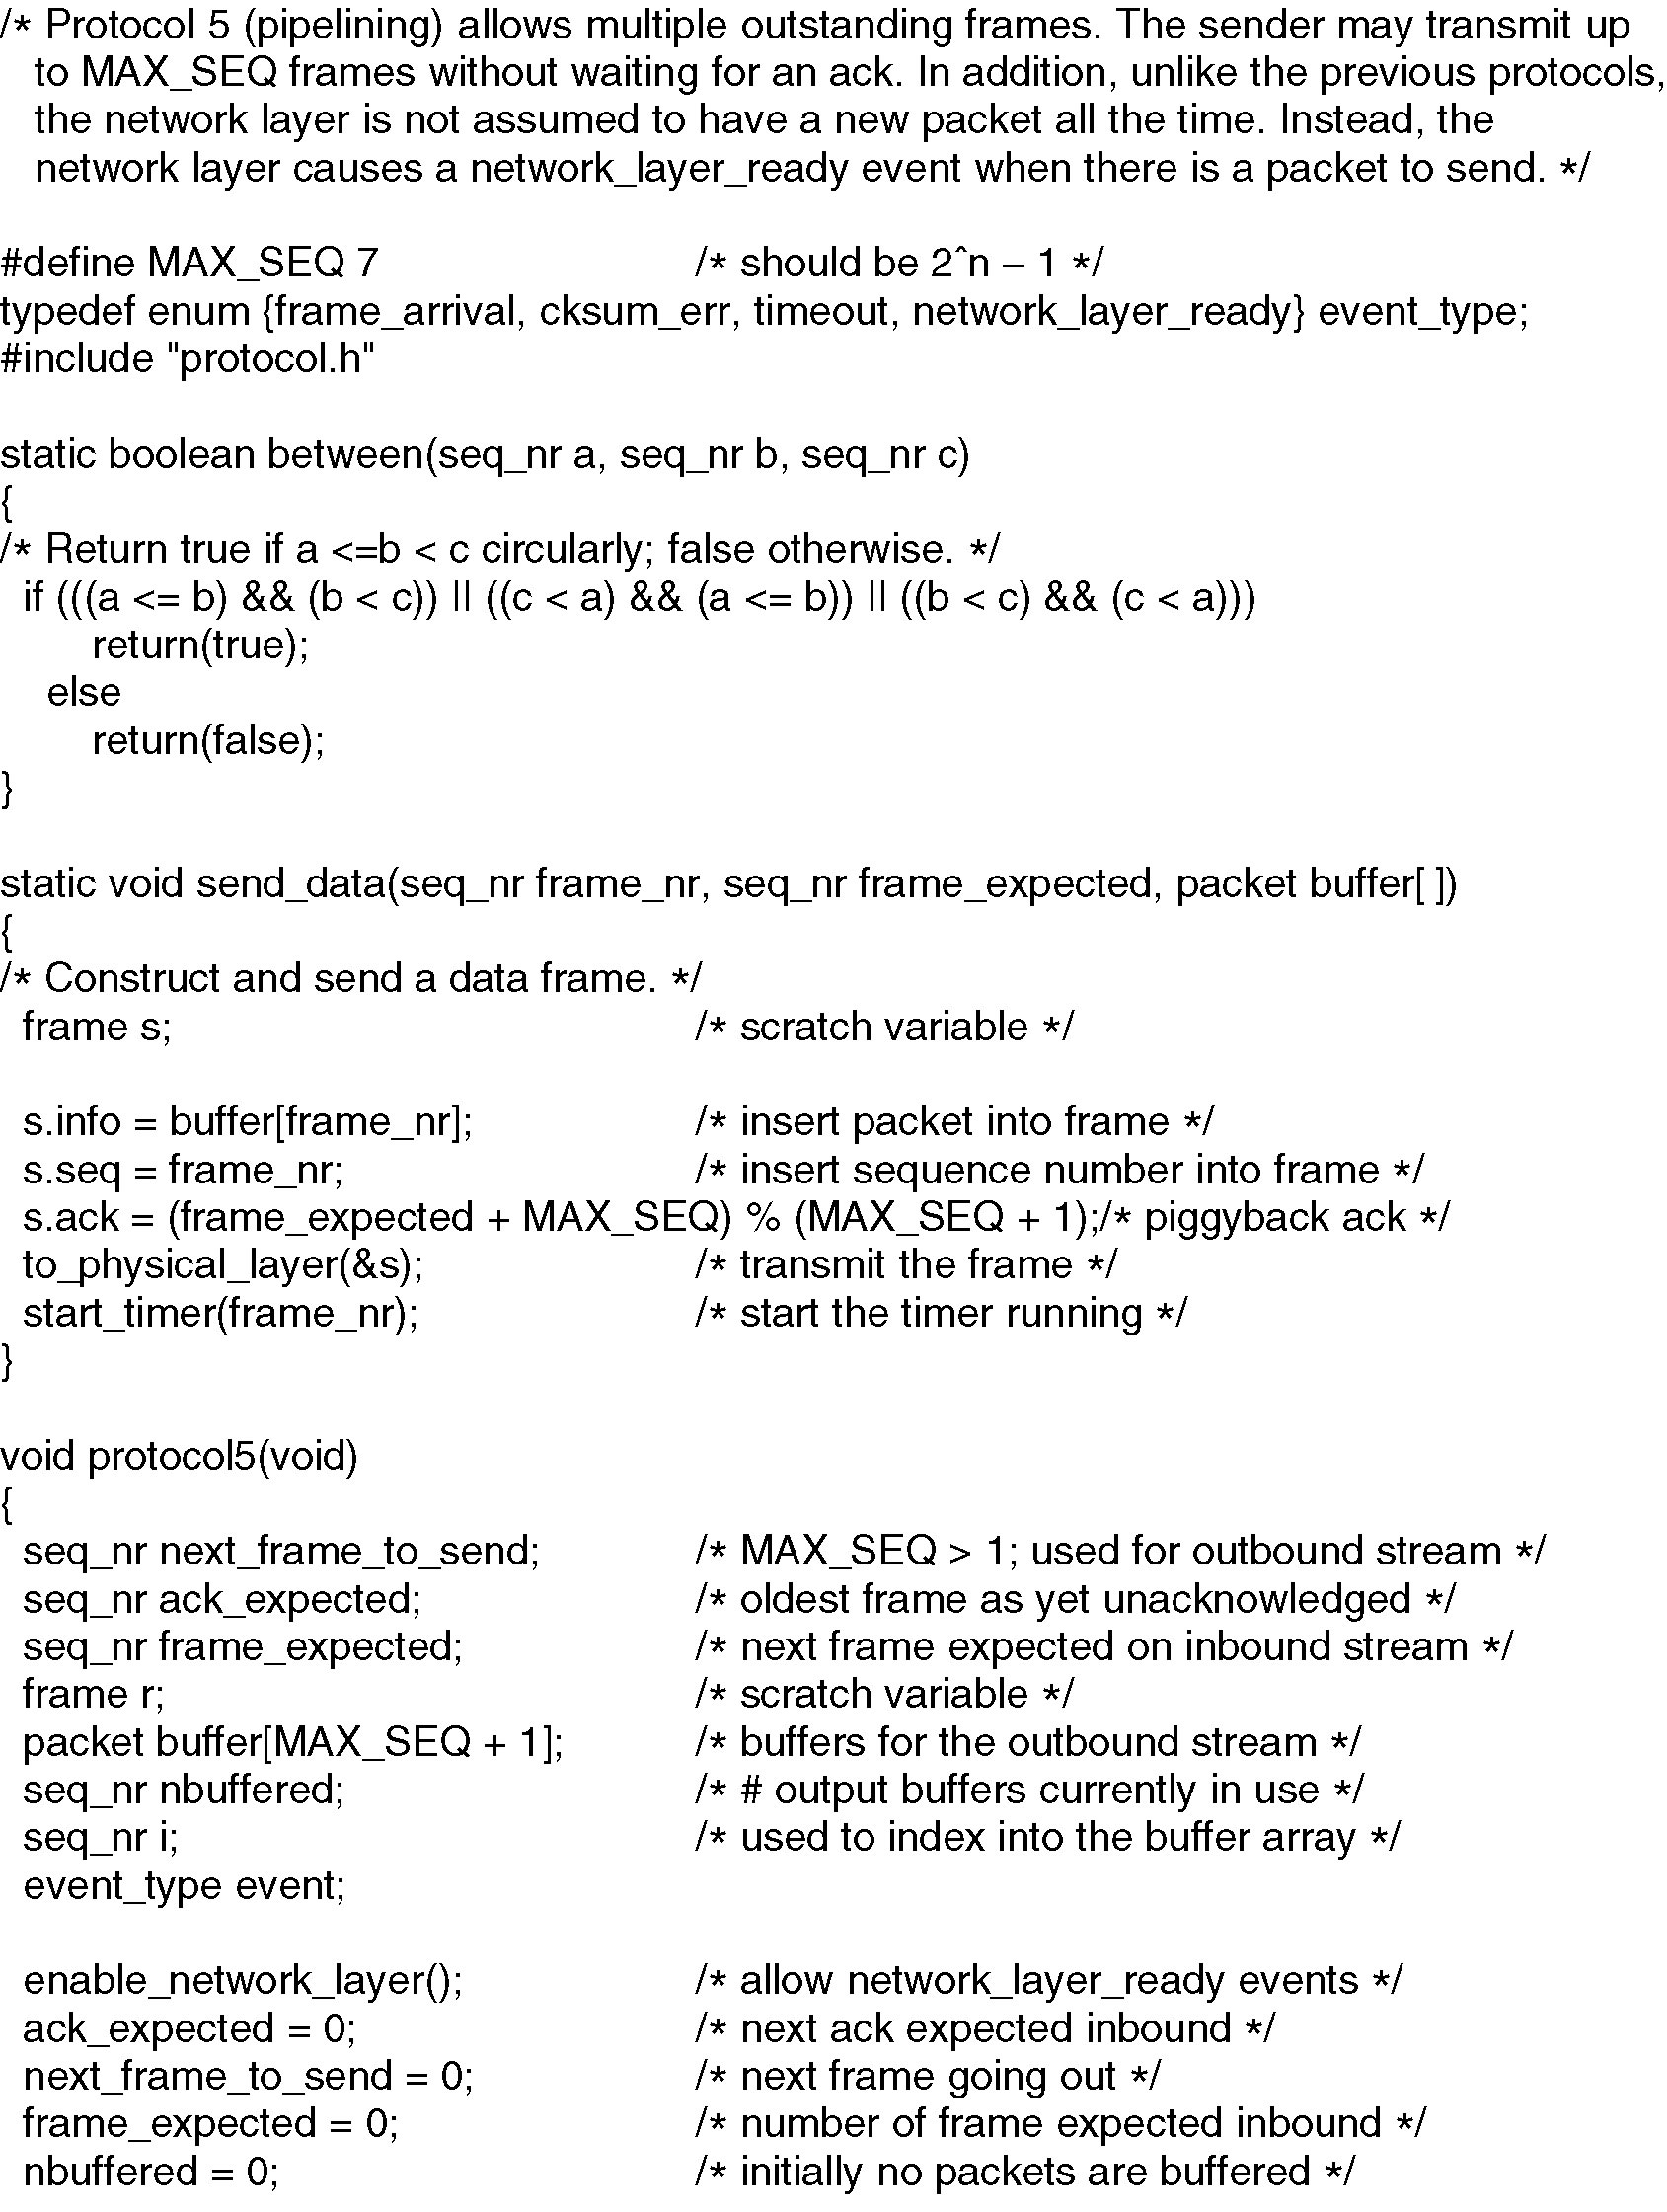 /* Protocol 5 (pipelining) allows multiple outstanding frames. The sender may transmit up
to MAX_SEQ frames without waiting for an ack. In addition, unlike the previous protocols,
the network layer is not assumed to have a new packet all the time. Instead, the
network layer causes a network_layer_ready event when there is a packet to send. */

#define MAX_SEQ 7 /* should be 2^n – 1 */
typedef enum {frame_arrival, cksum_err, timeout, network_layer_ready} event_type;
#include "protocol.h"

static boolean between(seq_nr a, seq_nr b, seq_nr c)
{
/* Return true if a <=b < c circularly; false otherwise. */
if (((a <= b) && (b < c)) || ((c < a) && (a <= b)) || ((b < c) && (c < a)))
return(true);
else
return(false);
}

static void send_data(seq_nr frame_nr, seq_nr frame_expected, packet buffer[ ])
{
/* Construct and send a data frame. */
frame s; /* scratch variable */

s.info = buffer[frame_nr]; /* insert packet into frame */
s.seq = frame_nr; /* insert sequence number into frame */
s.ack = (frame_expected + MAX_SEQ) % (MAX_SEQ + 1);/* piggyback ack */
to_physical_layer(&s); /* transmit the frame */
start_timer(frame_nr); /* start the timer running */
}

void protocol5(void)
{
seq_nr next_frame_to_send; /* MAX_SEQ > 1; used for outbound stream */
seq_nr ack_expected; /* oldest frame as yet unacknowledged */
seq_nr frame_expected; /* next frame expected on inbound stream */
frame r; /* scratch variable */
packet buffer[MAX_SEQ + 1]; /* buffers for the outbound stream */
seq_nr nbuffered; /* # output buffers currently in use */
seq_nr i; /* used to index into the buffer array */
event_type event;

enable_network_layer(); /* allow network_layer_ready events */
ack_expected = 0; /* next ack expected inbound */
next_frame_to_send = 0; /* next frame going out */
frame_expected = 0; /* number of frame expected inbound */
nbuffered = 0; /* initially no packets are buffered */